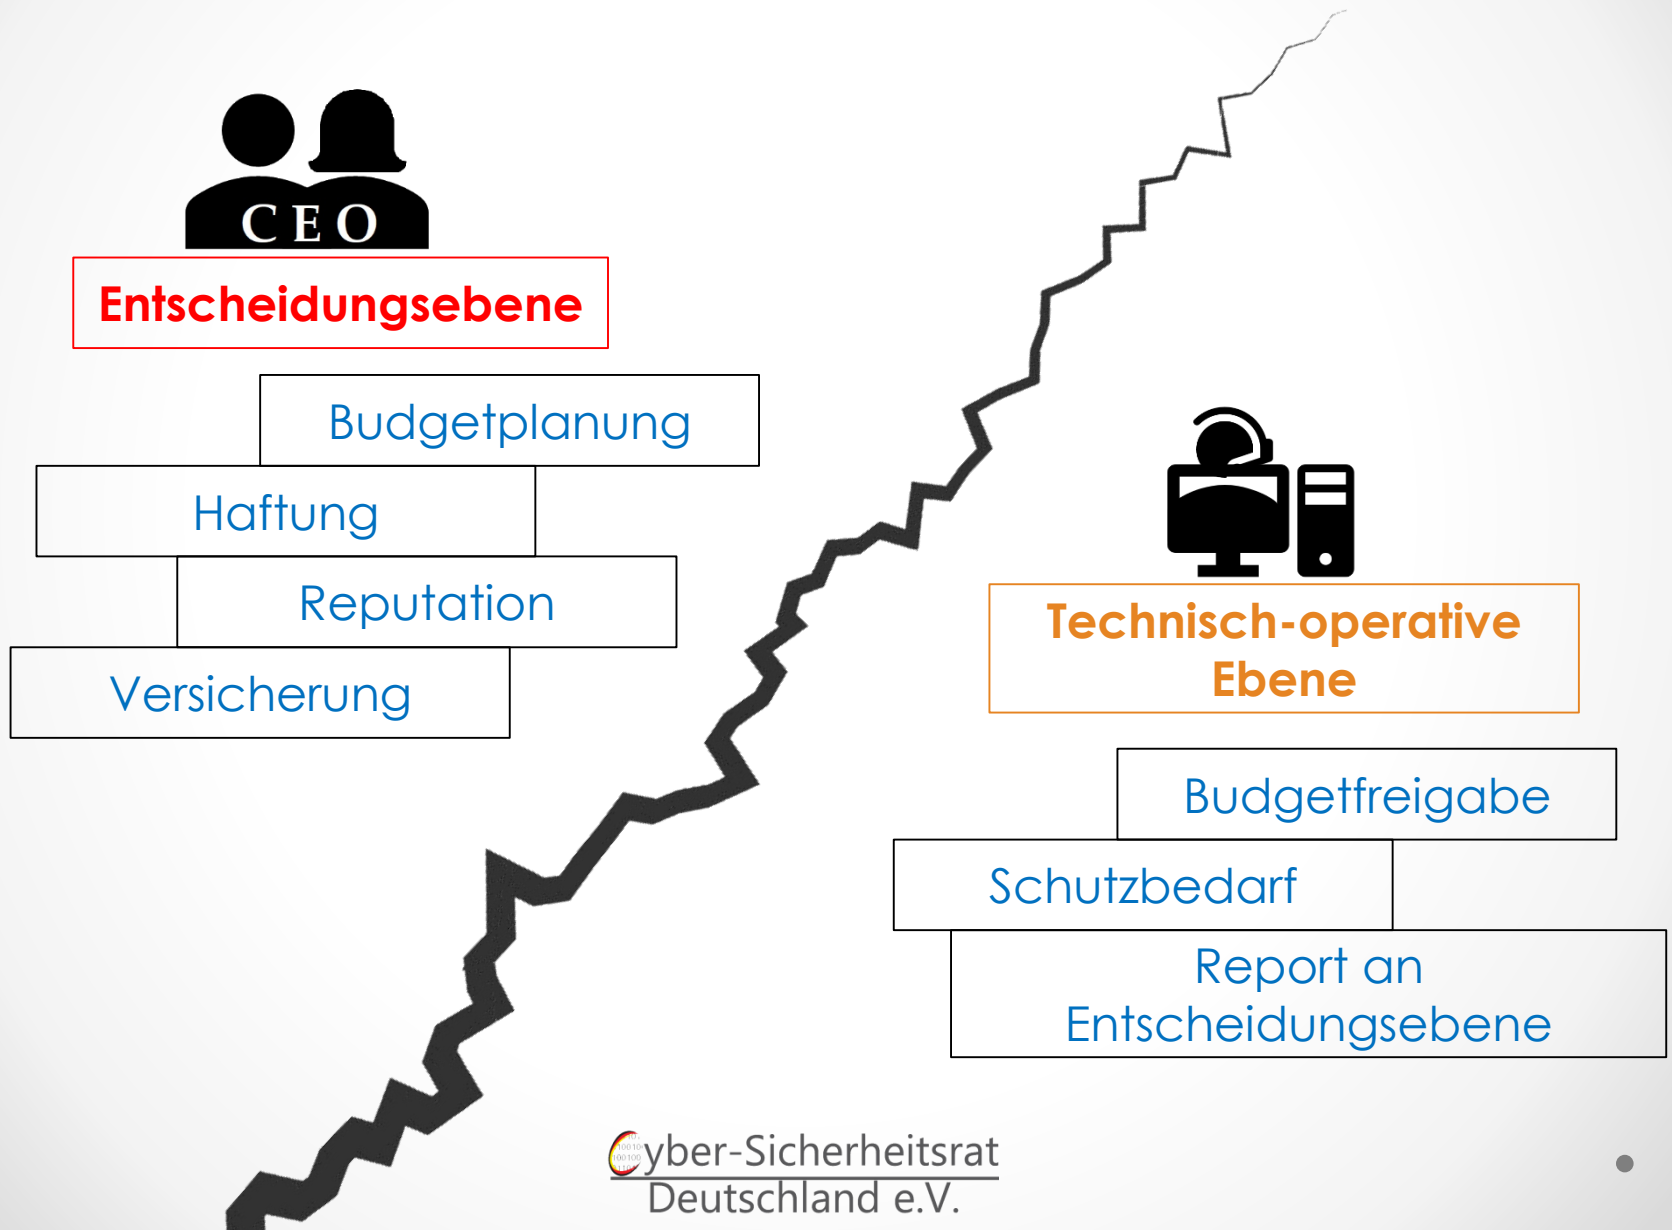 CEO
Entscheidungsebene
Budgetplanung
Haftung
Reputation
Versicherung
Technisch-operative
Ebene
Budgetfreigabe
Schutzbedarf
Report an
Entscheidungsebene
Cyber-Sicherheitsrat
Deutschland e.V.